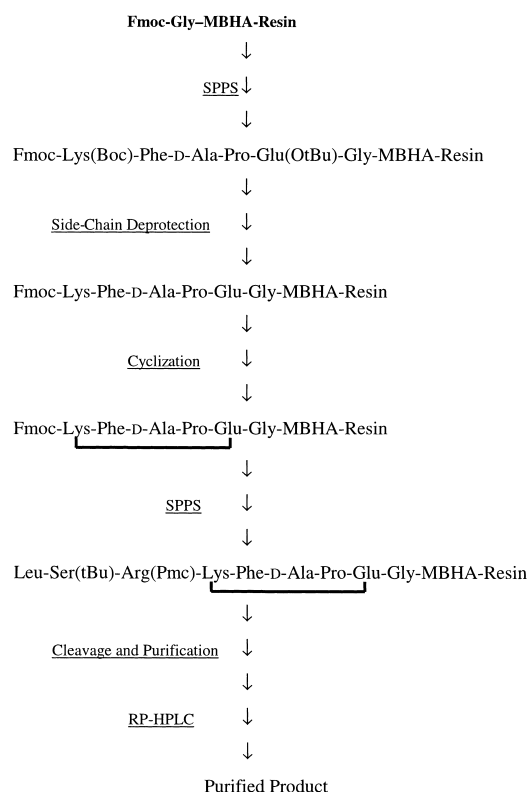 Fmoc-Gly–MBHA-Resin
SPPS
Fmoc-Lys(Boc)-Phe-D-Ala-Pro-Glu(OtBu)-Gly-MBHA-Resin
Side-Chain Deprotection
Fmoc-Lys-Phe-D-Ala-Pro-Glu-Gly-MBHA-Resin
Cyclization
Fmoc-Lys-Phe-D-Ala-Pro-Glu-Gly-MBHA-Resin
SPPS
Leu-Ser(tBu)-Arg(Pmc)-Lys-Phe-D-Ala-Pro-Glu-Gly-MBHA-Resin
Cleavage and Purification
RP-HPLC
Purified Product